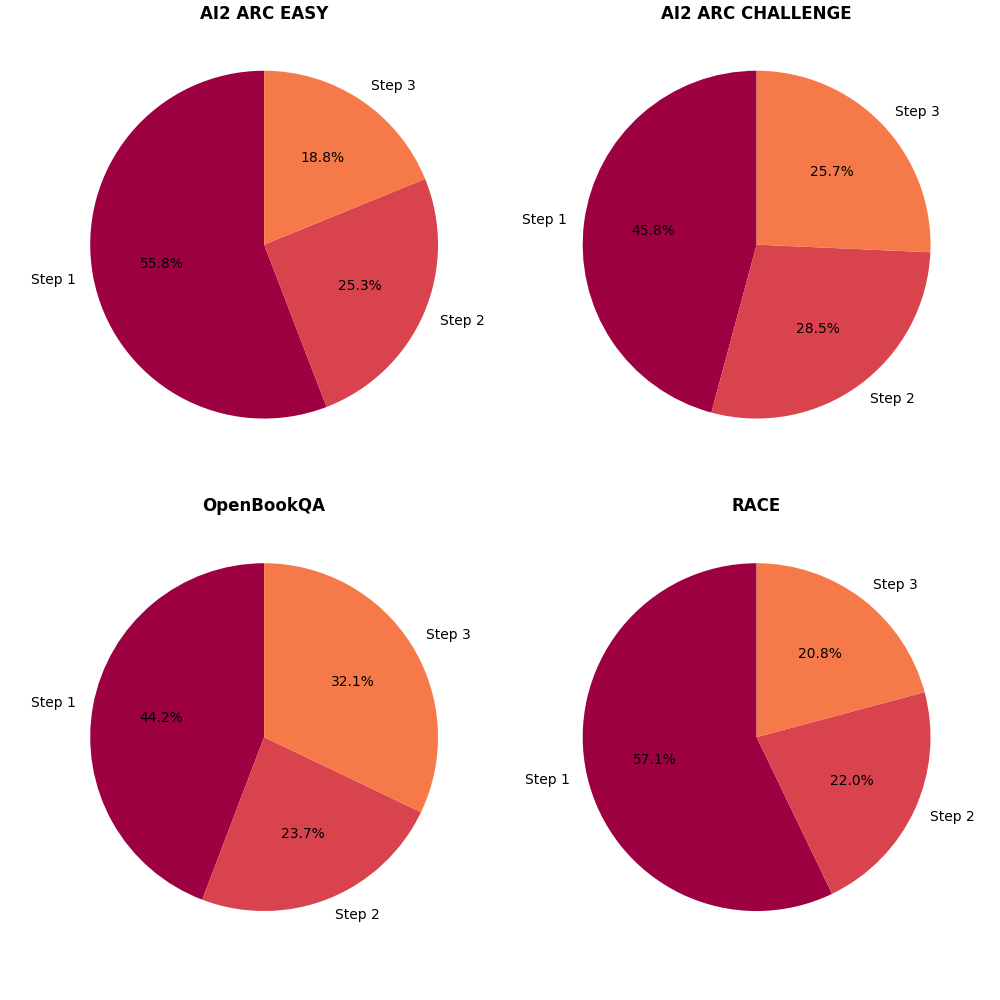 AI2 ARC EASY
Step 3
18.8%
55.8%
25.3%
Step 1
Step 2
AI2 ARC CHALLENGE
Step 3
25.7%
Step 1
45.8%
28.5%
Step 2
OpenBookQA
Step 3
32.1%
Step 1
44.2%
23.7%
Step 2
RACE
Step 3
20.8%
57.1%
22.0%
Step 1
Step 2